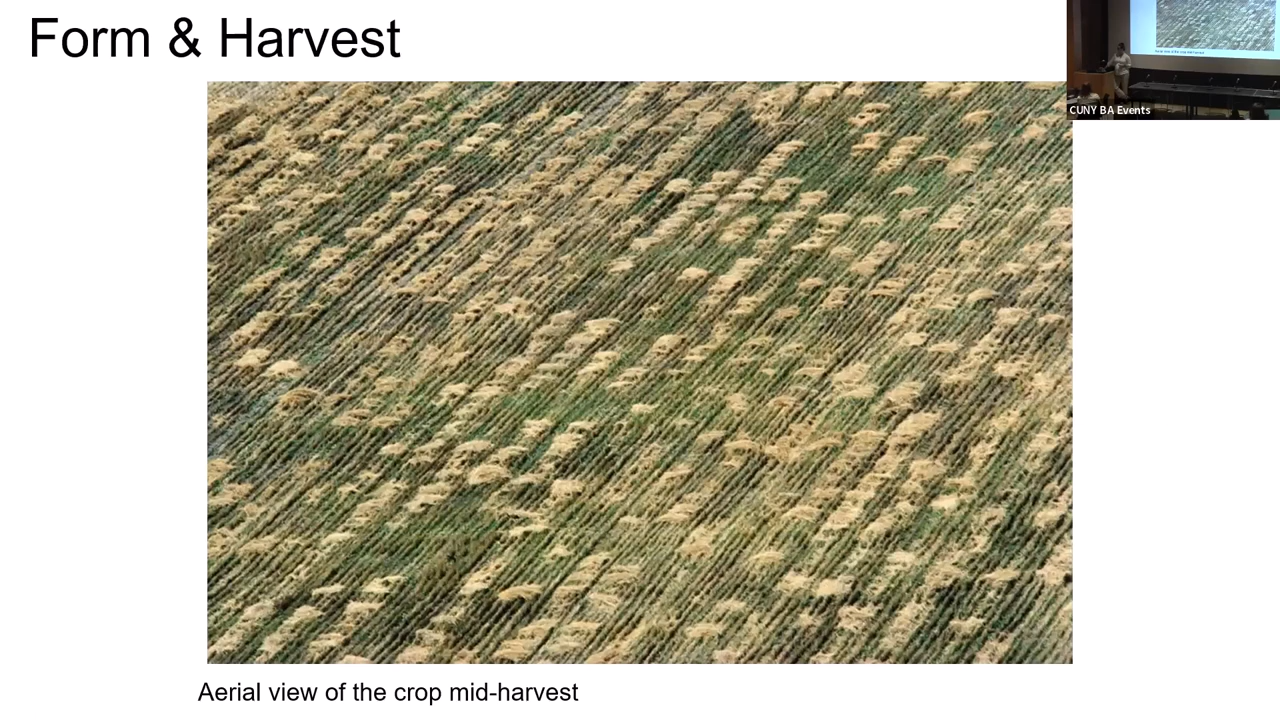 Form & Harvest
CUNY BA Events
Aerial view of the crop mid-harvest